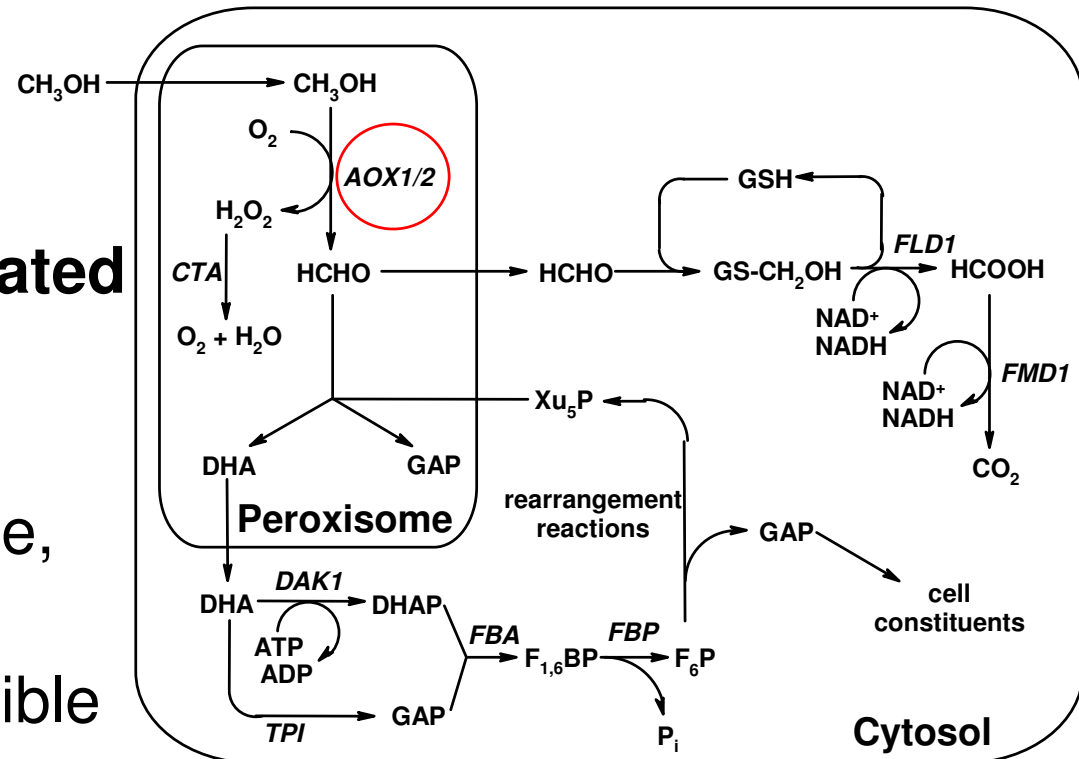 CH₃OH
CH₃OH
O₂
AOX1/2
H₂O₂
CTA
O₂ + H₂O
HCHO
HCHO
GSH
GS-CH₂OH
FLD1
HCOOH
NAD⁺
NADH
NAD⁺
NADH
FMD1
CO₂
ated
Xu₅P
DHA
GAP
Peroxisome
rearrangement
reactions
GAP
cell
constituents
e,
DHA
DAK1
DHAP
ATP
ADP
FBA
F₁,₆BP
FBP
F₆P
Pᵢ
ible
TPI
GAP
Cytosol